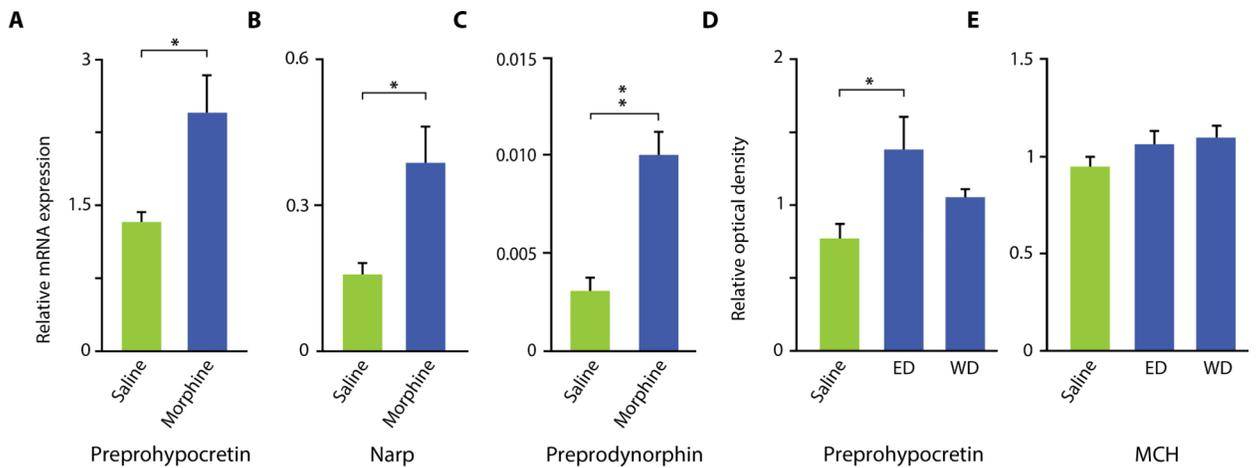 A
B
C
D
E
Relative mRNA expression
3
1.5
0
*
Saline
Morphine
Preprohypocretin
0.6
0.3
0
*
Saline
Morphine
Narp
0.015
0.010
0.005
0
*
*
Saline
Morphine
Preprodynorphin
Relative optical density
2
1
0
*
Saline
ED
WD
Preprohypocretin
1.5
1
0.5
0
Saline
ED
WD
MCH